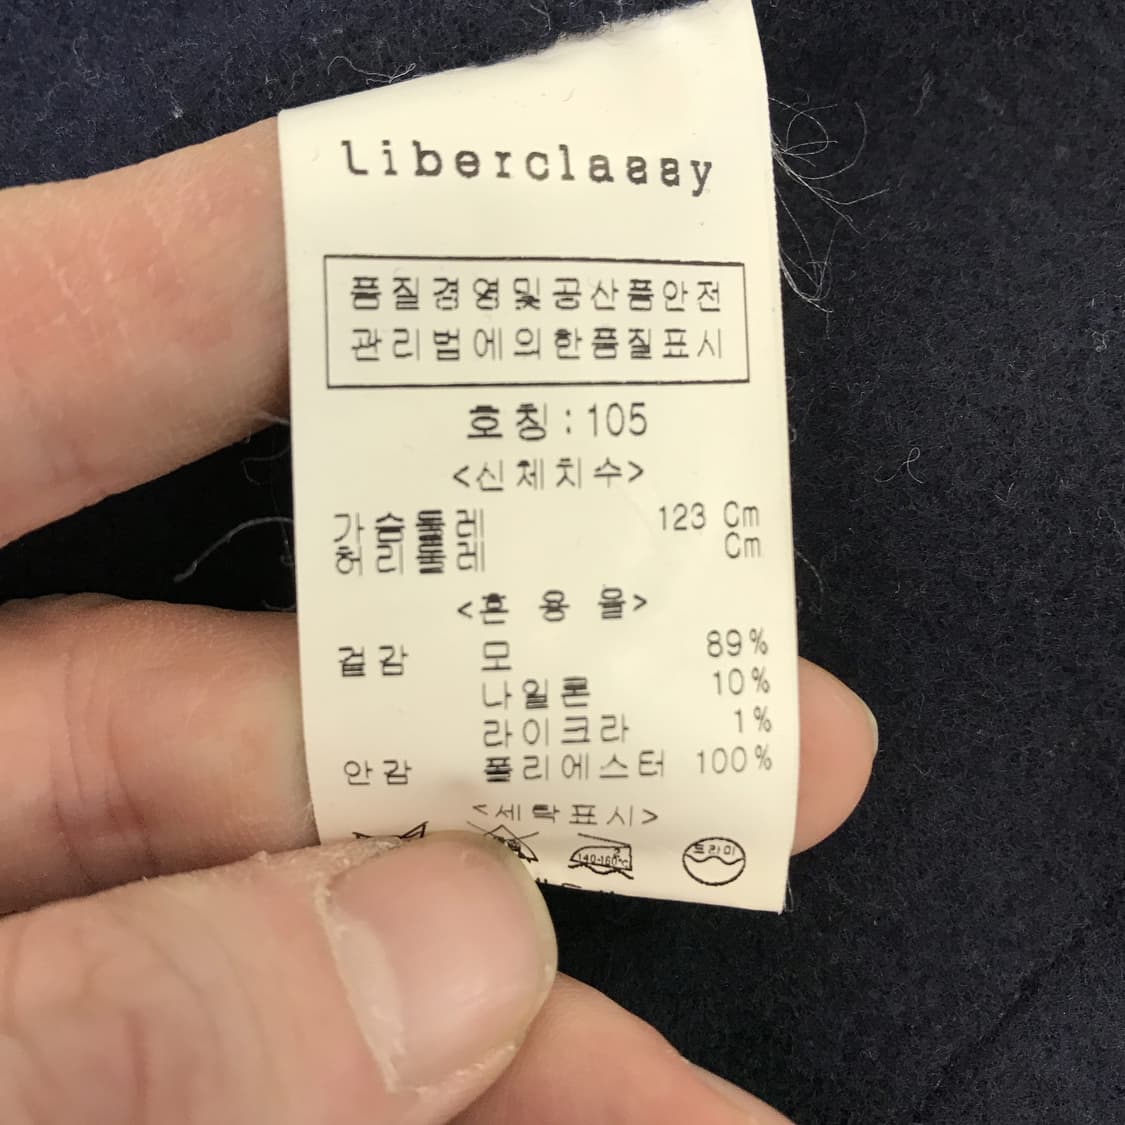 liberclassy
품질경영및공산품안전
관리법에의한품질표시
호칭:105
<신체치수>
가슴둘레 123 Cm
허리둘레 Cm
<혼 용 율>
겉감 모 89%
나일론 10%
라이크라 1%
안감 폴리에스터 100%
<세탁표시>
140-160℃ 드라이